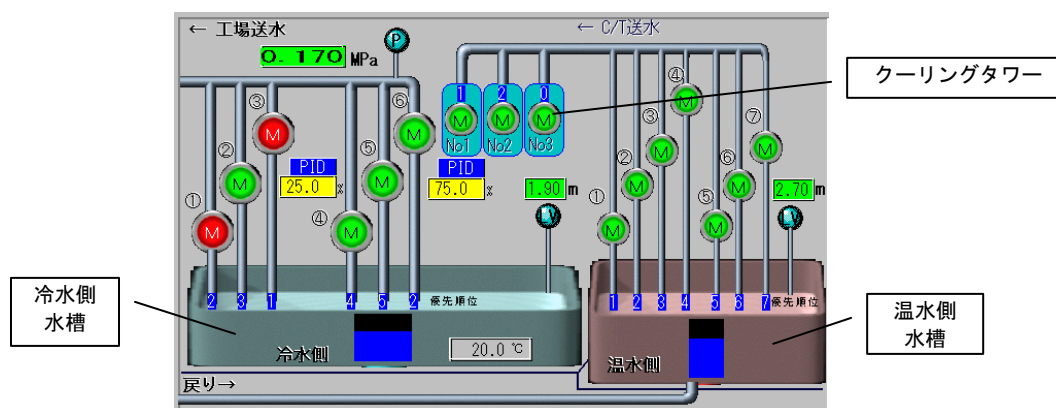 ← 工場送水
← C/T送水
0.170 MPa
P
クーリングタワー
1 2 0
M M M
No1 No2 No3
④
M
③
M
⑥
M
③
M
⑦
M
②
M
⑤
M
②
M
⑥
M
PID
25.0 %
PID
75.0 %
1.90 m
2.70 m
①
M
④
M
①
M
⑤
M
冷水側
水槽
2 3 1 4 5 2 優先順位
1 2 3 4 5 6 7 優先順位
温水側
水槽
冷水側
20.0 ℃
温水側
戻り→